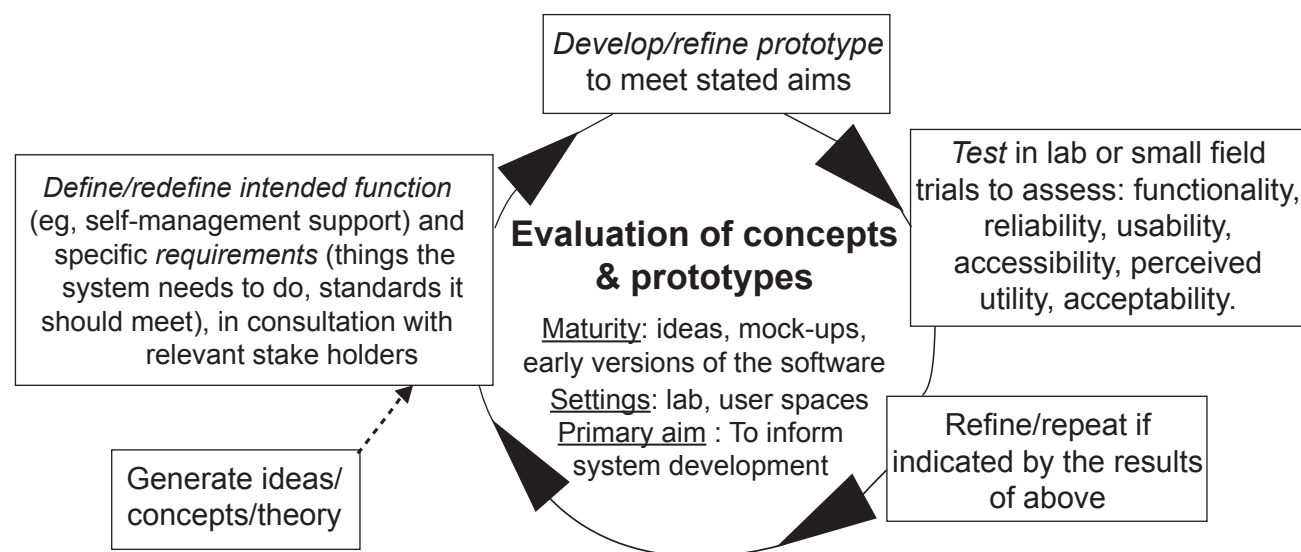 Develop/refine prototype
to meet stated aims
Define/redefine intended function
(eg, self-management support) and
specific requirements (things the
system needs to do, standards it
should meet), in consultation with
relevant stake holders
Test in lab or small field
trials to assess: functionality,
reliability, usability,
accessibility, perceived
utility, acceptability.
Evaluation of concepts
& prototypes
Maturity: ideas, mock-ups,
early versions of the software
Settings: lab, user spaces
Primary aim : To inform
system development
Refine/repeat if
indicated by the results
of above
Generate ideas/
concepts/theory